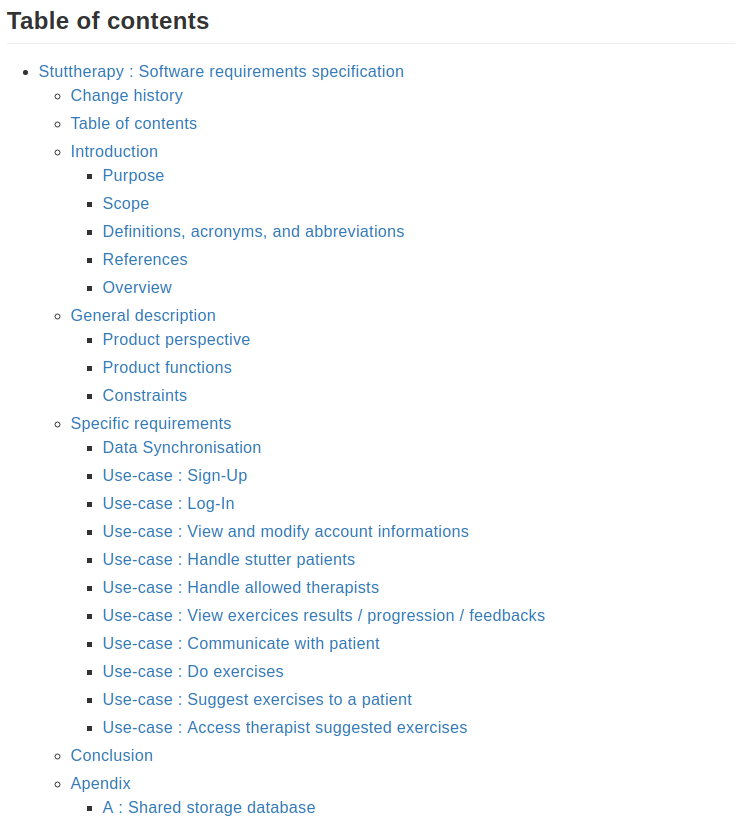 Table of contents
Stuttherapy : Software requirements specification
Change history
Table of contents
Introduction
Purpose
Scope
Definitions, acronyms, and abbreviations
References
Overview
General description
Product perspective
Product functions
Constraints
Specific requirements
Data Synchronisation
Use-case : Sign-Up
Use-case : Log-In
Use-case : View and modify account informations
Use-case : Handle stutter patients
Use-case : Handle allowed therapists
Use-case : View exercices results / progression / feedbacks
Use-case : Communicate with patient
Use-case : Do exercises
Use-case : Suggest exercises to a patient
Use-case : Access therapist suggested exercises
Conclusion
Apendix
A : Shared storage database